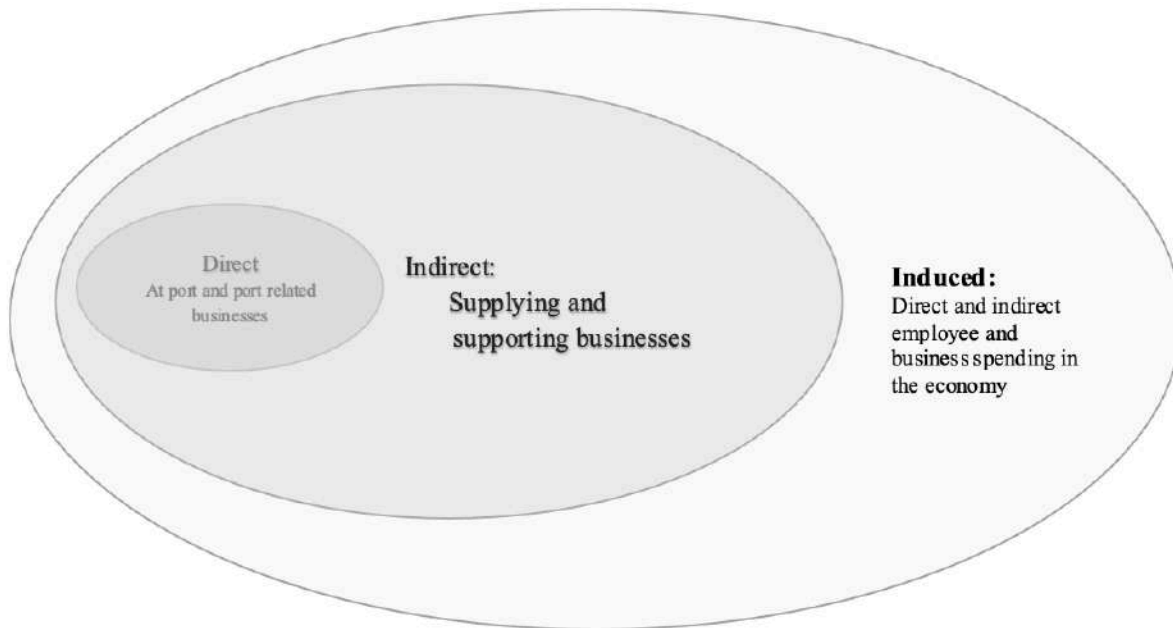 Direct
At port and port related
businesses
Indirect:
Supplying and
supporting businesses
Induced:
Direct and indirect
employee and
business spending in
the economy